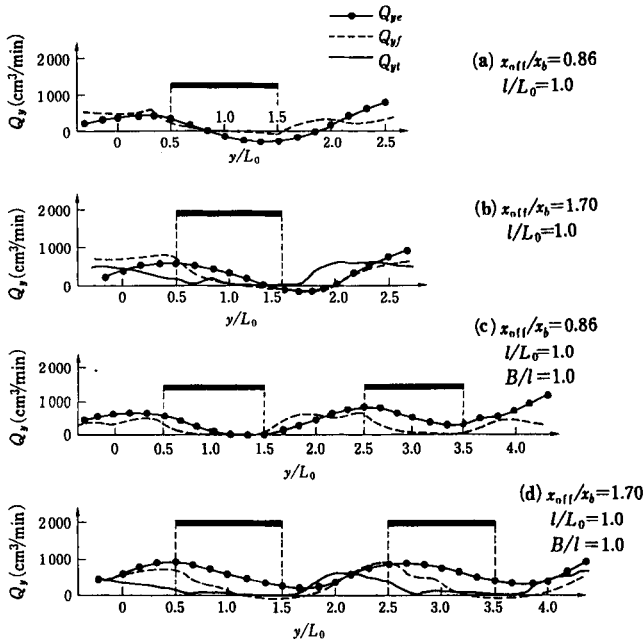 Q_ye
Q_yf
Q_yt
(a) x_off/x_b=0.86
l/L_0=1.0
Q_y (cm³/min)
2 000
1 000
0
0 0.5 1.0 1.5 2.0 2.5
y/L_0
(b) x_off/x_b=1.70
l/L_0=1.0
Q_y (cm³/min)
2 000
1 000
0
0 0.5 1.0 1.5 2.0 2.5
y/L_0
(c) x_off/x_b=0.86
l/L_0=1.0
B/l=1.0
Q_y (cm³/min)
2 000
1 000
0
0 0.5 1.0 1.5 2.0 2.5 3.0 3.5 4.0
y/L_0
(d) x_off/x_b=1.70
l/L_0=1.0
B/l=1.0
Q_y (cm³/min)
2 000
1 000
0
0 0.5 1.0 1.5 2.0 2.5 3.0 3.5 4.0
y/L_0